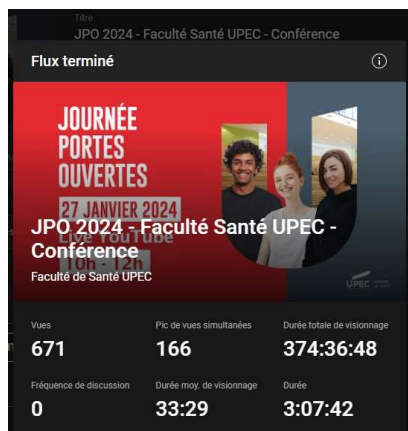 Titre
JPO 2024 - Faculté Santé UPEC - Conférence
Flux terminé
JOURNÉE
PORTES
OUVERTES
27 JANVIER 2024
Live YouTube
10h - 12h
JPO 2024 - Faculté Santé UPEC -
Conférence
Faculté de Santé UPEC
UPEC
Vues
Pic de vues simultanées
Durée totale de visionnage
671
166
374:36:48
Fréquence de discussion
Durée moy. de visionnage
Durée
0
33:29
3:07:42